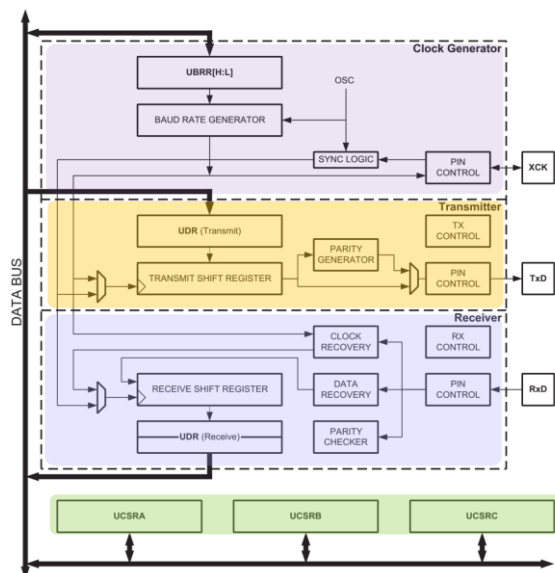 Clock Generator
UBRR[H:L]
OSC
BAUD RATE GENERATOR
SYNC LOGIC
PIN
CONTROL
XCK
Transmitter
UDR (Transmit)
TX
CONTROL
PARITY
GENERATOR
TRANSMIT SHIFT REGISTER
PIN
CONTROL
TxD
DATA BUS
Receiver
CLOCK
RECOVERY
RX
CONTROL
RECEIVE SHIFT REGISTER
DATA
RECOVERY
PIN
CONTROL
RxD
UDR (Receive)
PARITY
CHECKER
UCSRA
UCSRB
UCSRC